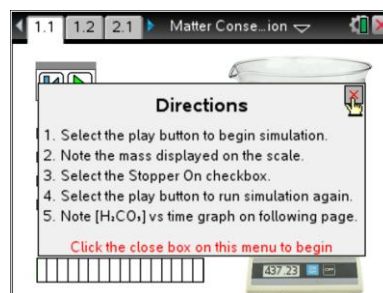 1.1 1.2 2.1 Matter Conse...ion
Directions
1. Select the play button to begin simulation.
2. Note the mass displayed on the scale.
3. Select the Stopper On checkbox.
4. Select the play button to run simulation again.
5. Note [H₂CO₃] vs time graph on following page.
Click the close box on this menu to begin
437.23